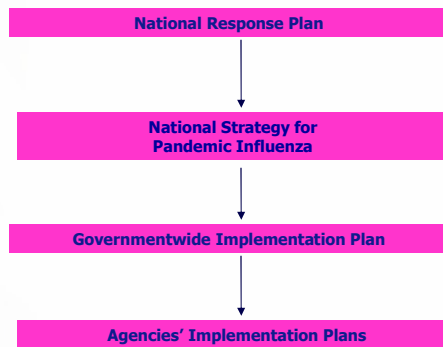 National Response Plan
National Strategy for
Pandemic Influenza
Governmentwide Implementation Plan
Agencies' Implementation Plans